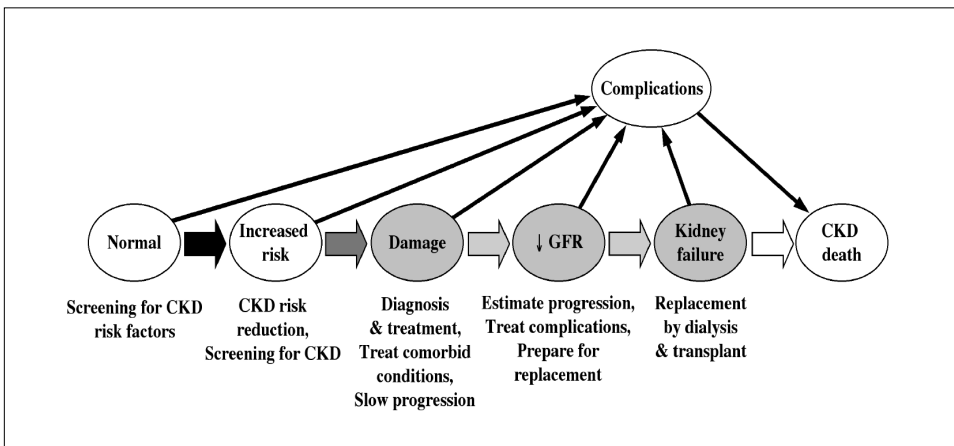 Complications
Normal
Increased
risk
Damage
↓ GFR
Kidney
failure
CKD
death
Screening for CKD
risk factors
CKD risk
reduction,
Screening for CKD
Diagnosis
& treatment,
Treat comorbid
conditions,
Slow progression
Estimate progression,
Treat complications,
Prepare for
replacement
Replacement
by dialysis
& transplant